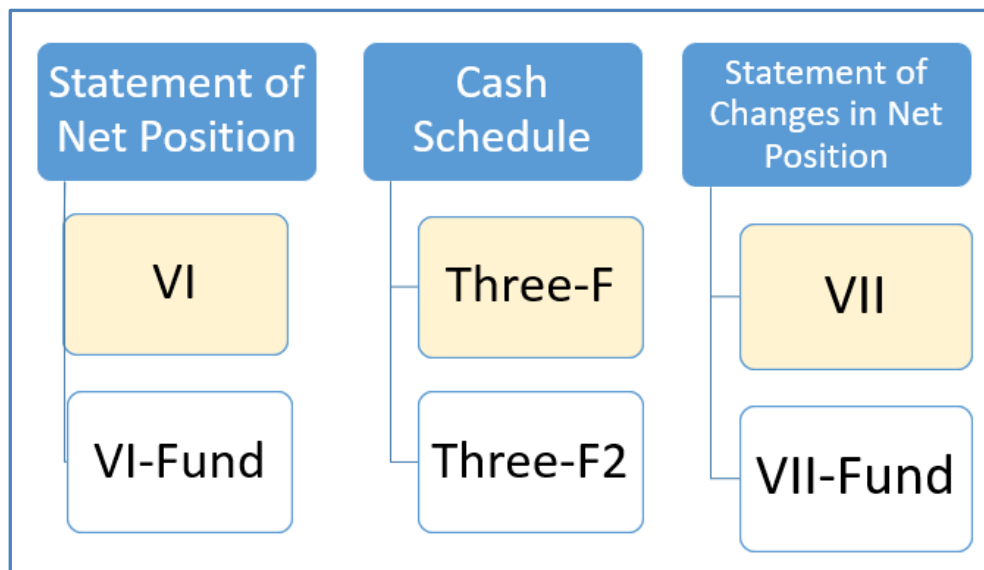 Statement of
Net Position
VI
VI-Fund
Cash
Schedule
Three-F
Three-F2
Statement of
Changes in Net
Position
VII
VII-Fund